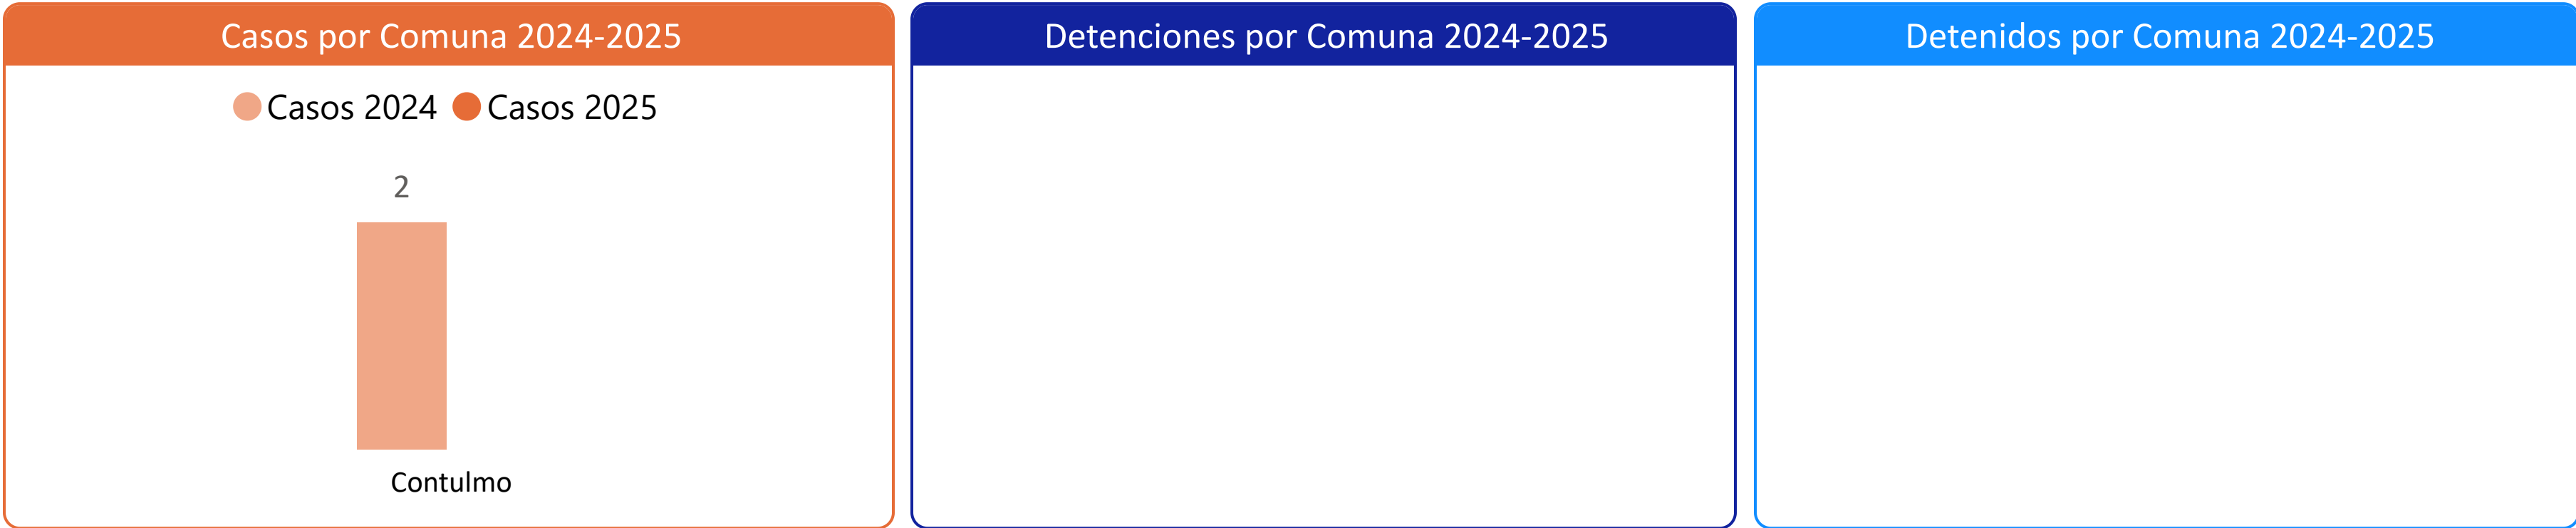 Casos por Comuna 2024-2025
Casos 2024 Casos 2025
2
Contulmo
Detenciones por Comuna 2024-2025
Detenidos por Comuna 2024-2025